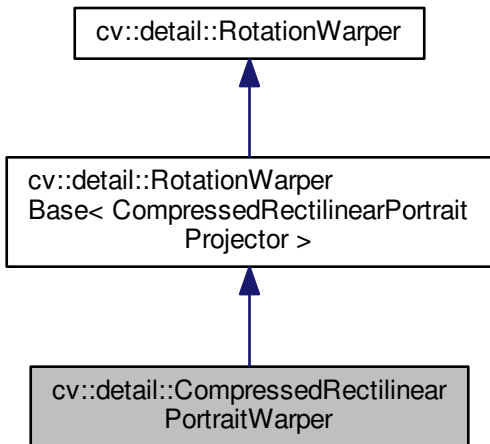 cv::detail::RotationWarper
cv::detail::RotationWarper
Base< CompressedRectilinearPortrait
Projector >
cv::detail::CompressedRectilinear
PortraitWarper